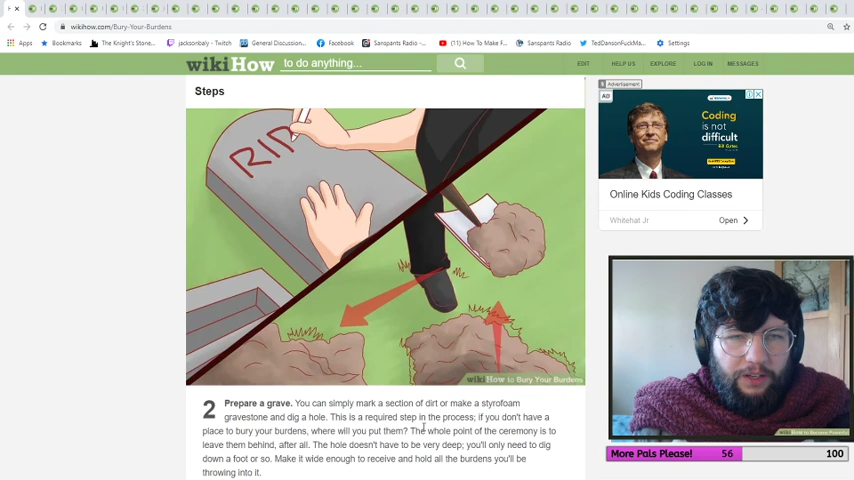 wikihow.com/Bury-Your-Burdens
Apps
Bookmarks
The Knight's Stone...
jacksonbaly - Twitch
General Discussion...
Facebook
Sanspants Radio -...
(11) How To Make F...
Sanspants Radio
TedDansonFuckMa...
Settings
wikiHow to do anything...
EDIT
HELP US
EXPLORE
LOG IN
MESSAGES
Steps
Advertisement
AD
Coding
is not
difficult
RIP
Online Kids Coding Classes
Whitehat Jr
Open
wikiHow to Bury Your Burdens
2 Prepare a grave. You can simply mark a section of dirt or make a styrofoam
gravestone and dig a hole. This is a required step in the process; if you don't have a
place to bury your burdens, where will you put them? The whole point of the ceremony is to
leave them behind, after all. The hole doesn't have to be very deep; you'll only need to dig
down a foot or so. Make it wide enough to receive and hold all the burdens you'll be
throwing into it.
wikiHow to Become Powerful
More Pals Please! 56 100